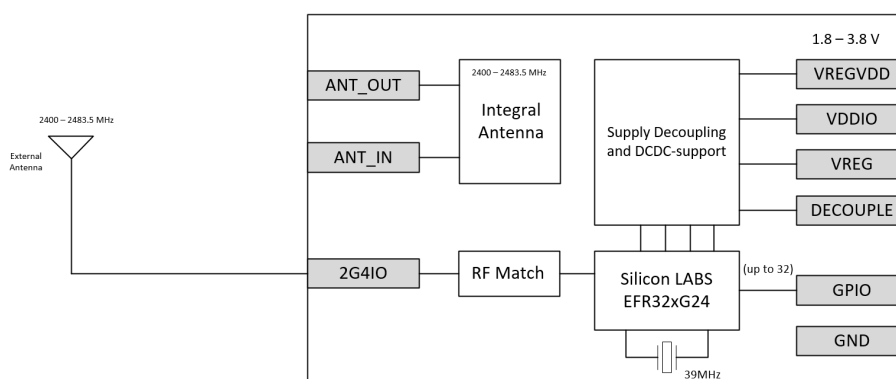 1.8 – 3.8 V
ANT_OUT
2400 – 2483.5 MHz
Integral
Antenna
VREGVDD
2400 – 2483.5 MHz
External
Antenna
ANT_IN
Supply Decoupling
and DCDC-support
VDDIO
VREG
DECOUPLE
2G4IO
RF Match
Silicon LABS
EFR32xG24
(up to 32)
GPIO
GND
39MHz